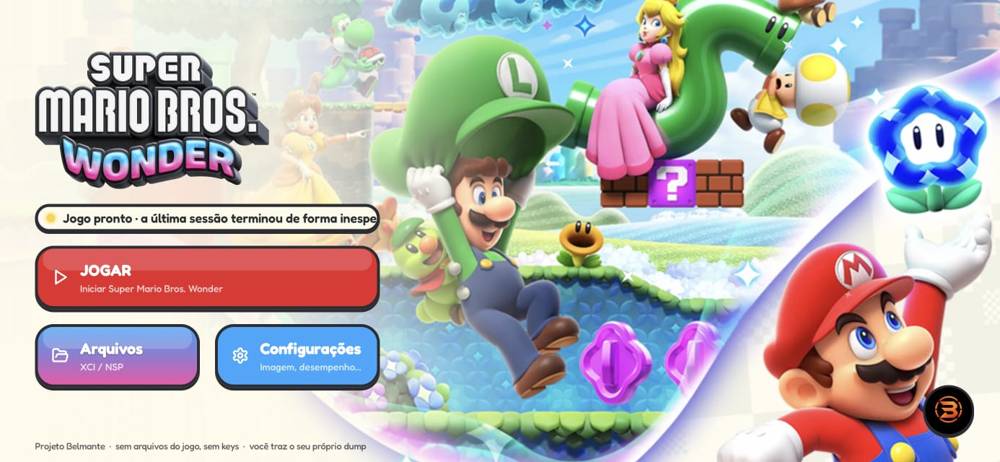 SUPER
MARIO BROS.™
WONDER
Jogo pronto · a última sessão terminou de forma inespe
JOGAR
Iniciar Super Mario Bros. Wonder
Arquivos
XCI / NSP
Configurações
Imagem, desempenho...
L
?
M
B
Projeto Belmante · sem arquivos do jogo, sem keys · você traz o seu próprio dump